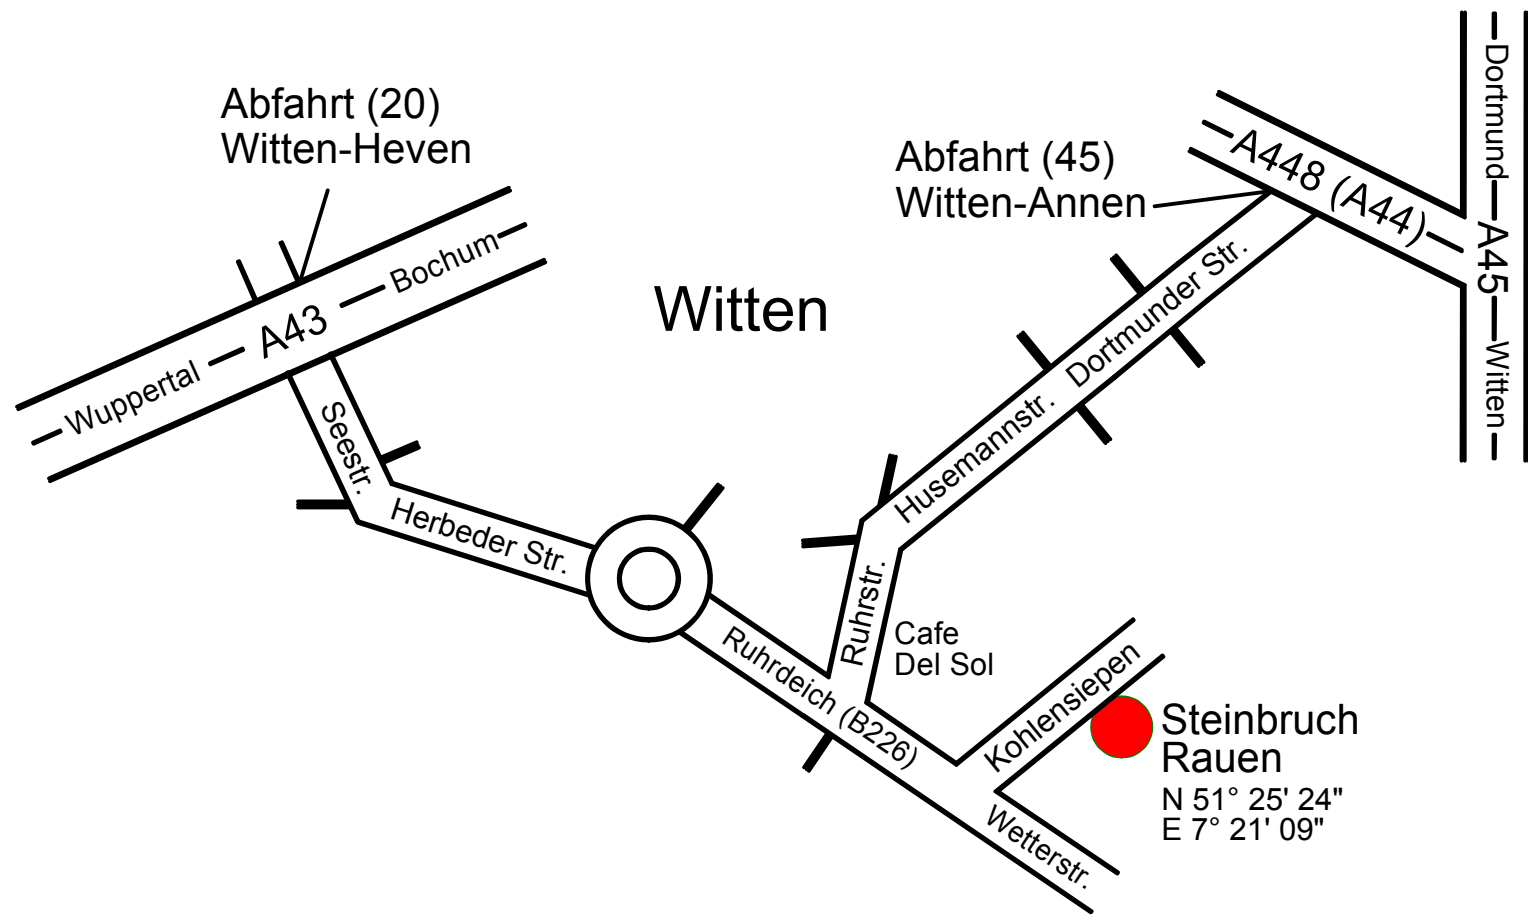 Abfahrt (20)
Witten-Heven
Wuppertal
A43
Bochum
Seestr.
Herbeder Str.
Witten
Abfahrt (45)
Witten-Annen
A448 (A44)
Dortmund
A45
Witten
Dortmunder Str.
Husemannstr.
Ruhrstr.
Cafe
Del Sol
Ruhrdeich (B226)
Kohlensiepen
Wetterstr.
Steinbruch
Rauen
N 51° 25' 24"
E 7° 21' 09"